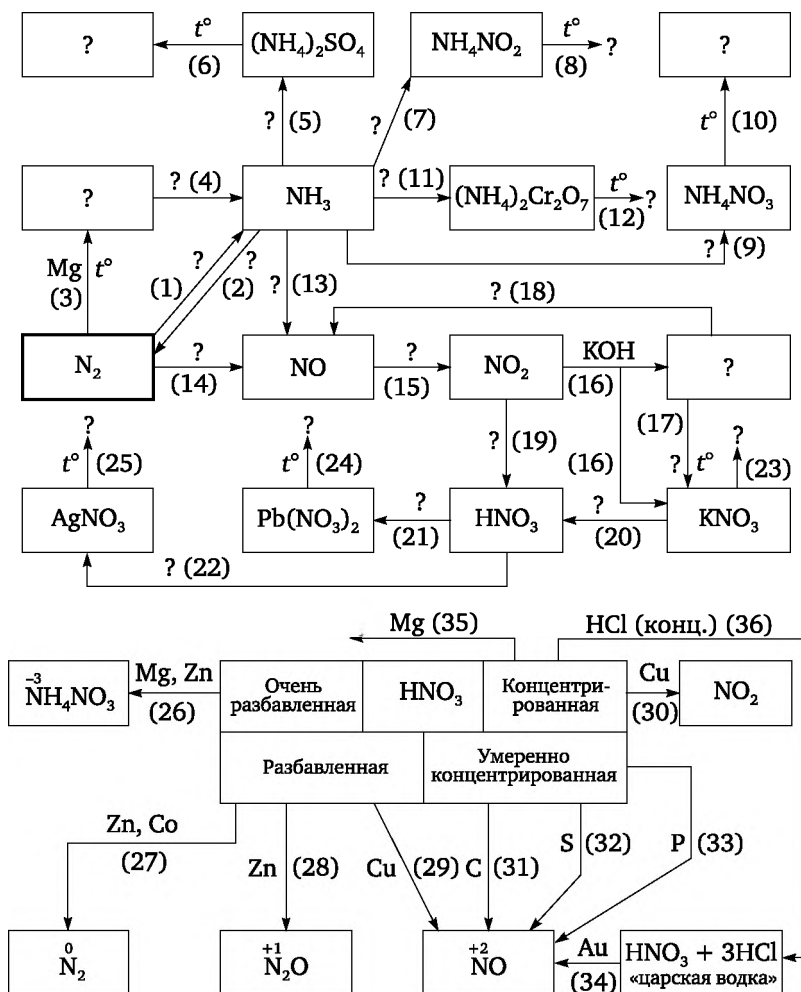 ? t° (6) (NH₄)₂SO₄ NH₄NO₂ t° (8) ? ?
? (5) ? (7) t° (10)
? ? (4) NH₃ ? (11) (NH₄)₂Cr₂O₇ t° (12) ? NH₄NO₃
Mg t° (3) ? (1) ? (2) ? (13) ? (9)
? (18)
N₂ ? (14) NO ? (15) NO₂ KOH (16) ?
? t° (25) ? t° (24) ? (19) (16) (17) ? t° ? (23)
AgNO₃ Pb(NO₃)₂ ? (21) HNO₃ ? (20) KNO₃
? (22)
Mg (35) HCl (конц.) (36)
−3
NH₄NO₃ Mg, Zn (26) Очень разбавленная HNO₃ Концентри-
рованная Cu (30) NO₂
Разбавленная Умеренно
концентрированная
Zn, Co (27) Zn (28) Cu (29) C (31) S (32) P (33)
0 +1 +2
N₂ N₂O NO Au (34) HNO₃ + 3HCl
«царская водка»